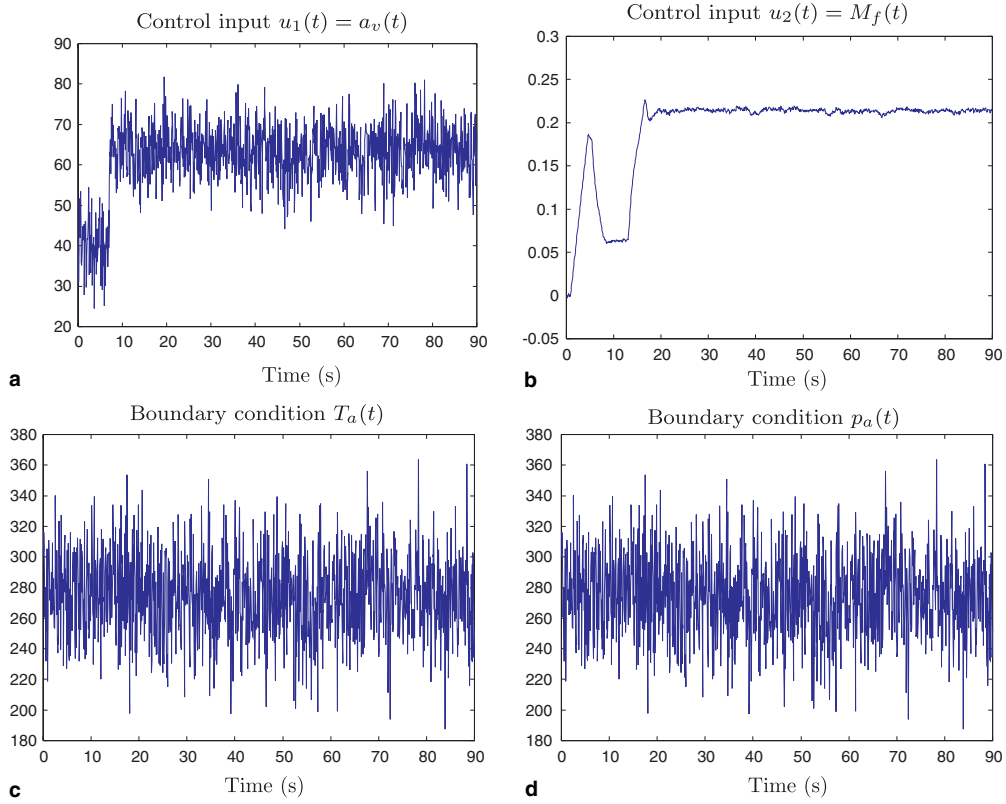 Control input u₁(t) = aᵥ(t)
90
80
70
60
50
40
30
20
0 10 20 30 40 50 60 70 80 90
Time (s)
a
Control input u₂(t) = M_f(t)
0.3
0.25
0.2
0.15
0.1
0.05
0
-0.05
0 10 20 30 40 50 60 70 80 90
Time (s)
b
Boundary condition Tₐ(t)
380
360
340
320
300
280
260
240
220
200
180
0 10 20 30 40 50 60 70 80 90
Time (s)
c
Boundary condition pₐ(t)
380
360
340
320
300
280
260
240
220
200
180
0 10 20 30 40 50 60 70 80 90
Time (s)
d